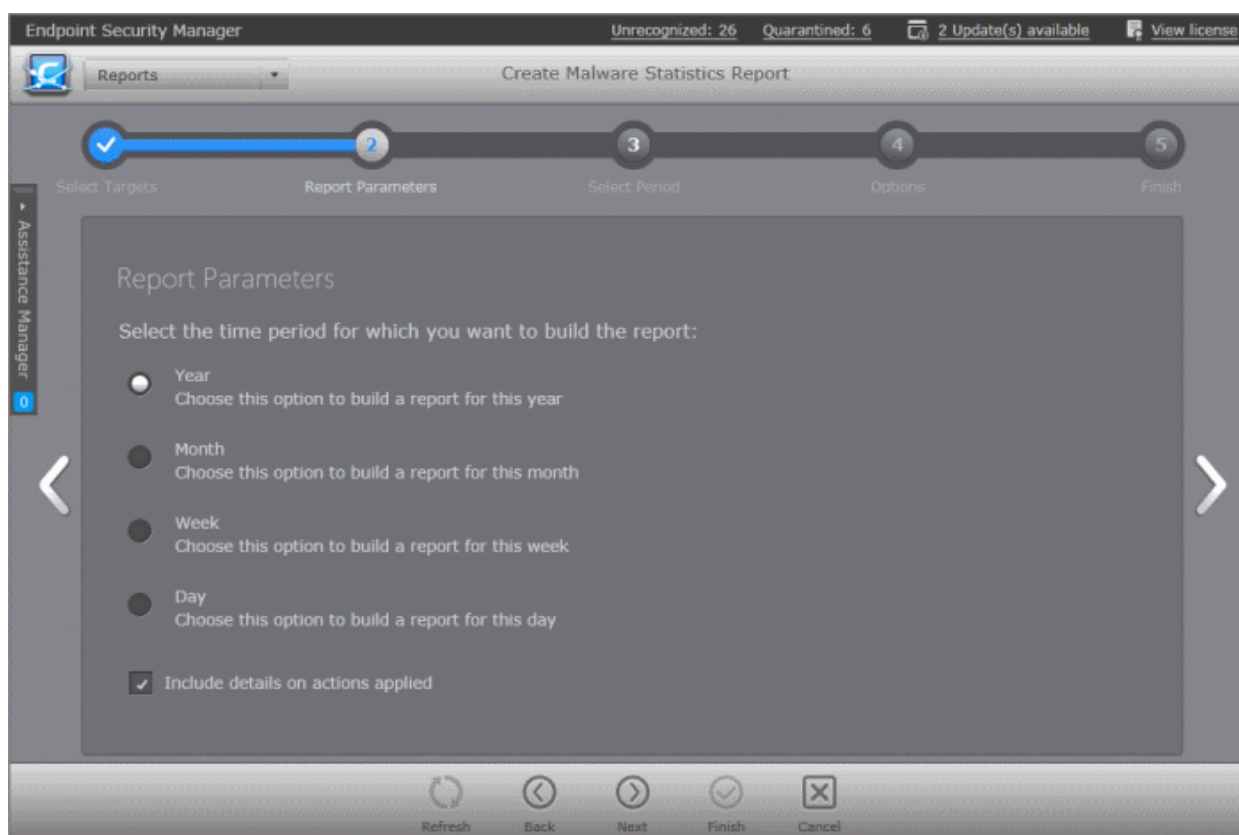 Endpoint Security Manager
Unrecognized: 26
Quarantined: 6
2 Update(s) available
View license
Reports
Create Malware Statistics Report
2
3
4
5
Select Targets
Report Parameters
Select Period
Options
Finish
Assistance Manager
0
Report Parameters
Select the time period for which you want to build the report:
Year
Choose this option to build a report for this year
Month
Choose this option to build a report for this month
Week
Choose this option to build a report for this week
Day
Choose this option to build a report for this day
Include details on actions applied
Refresh
Back
Next
Finish
Cancel